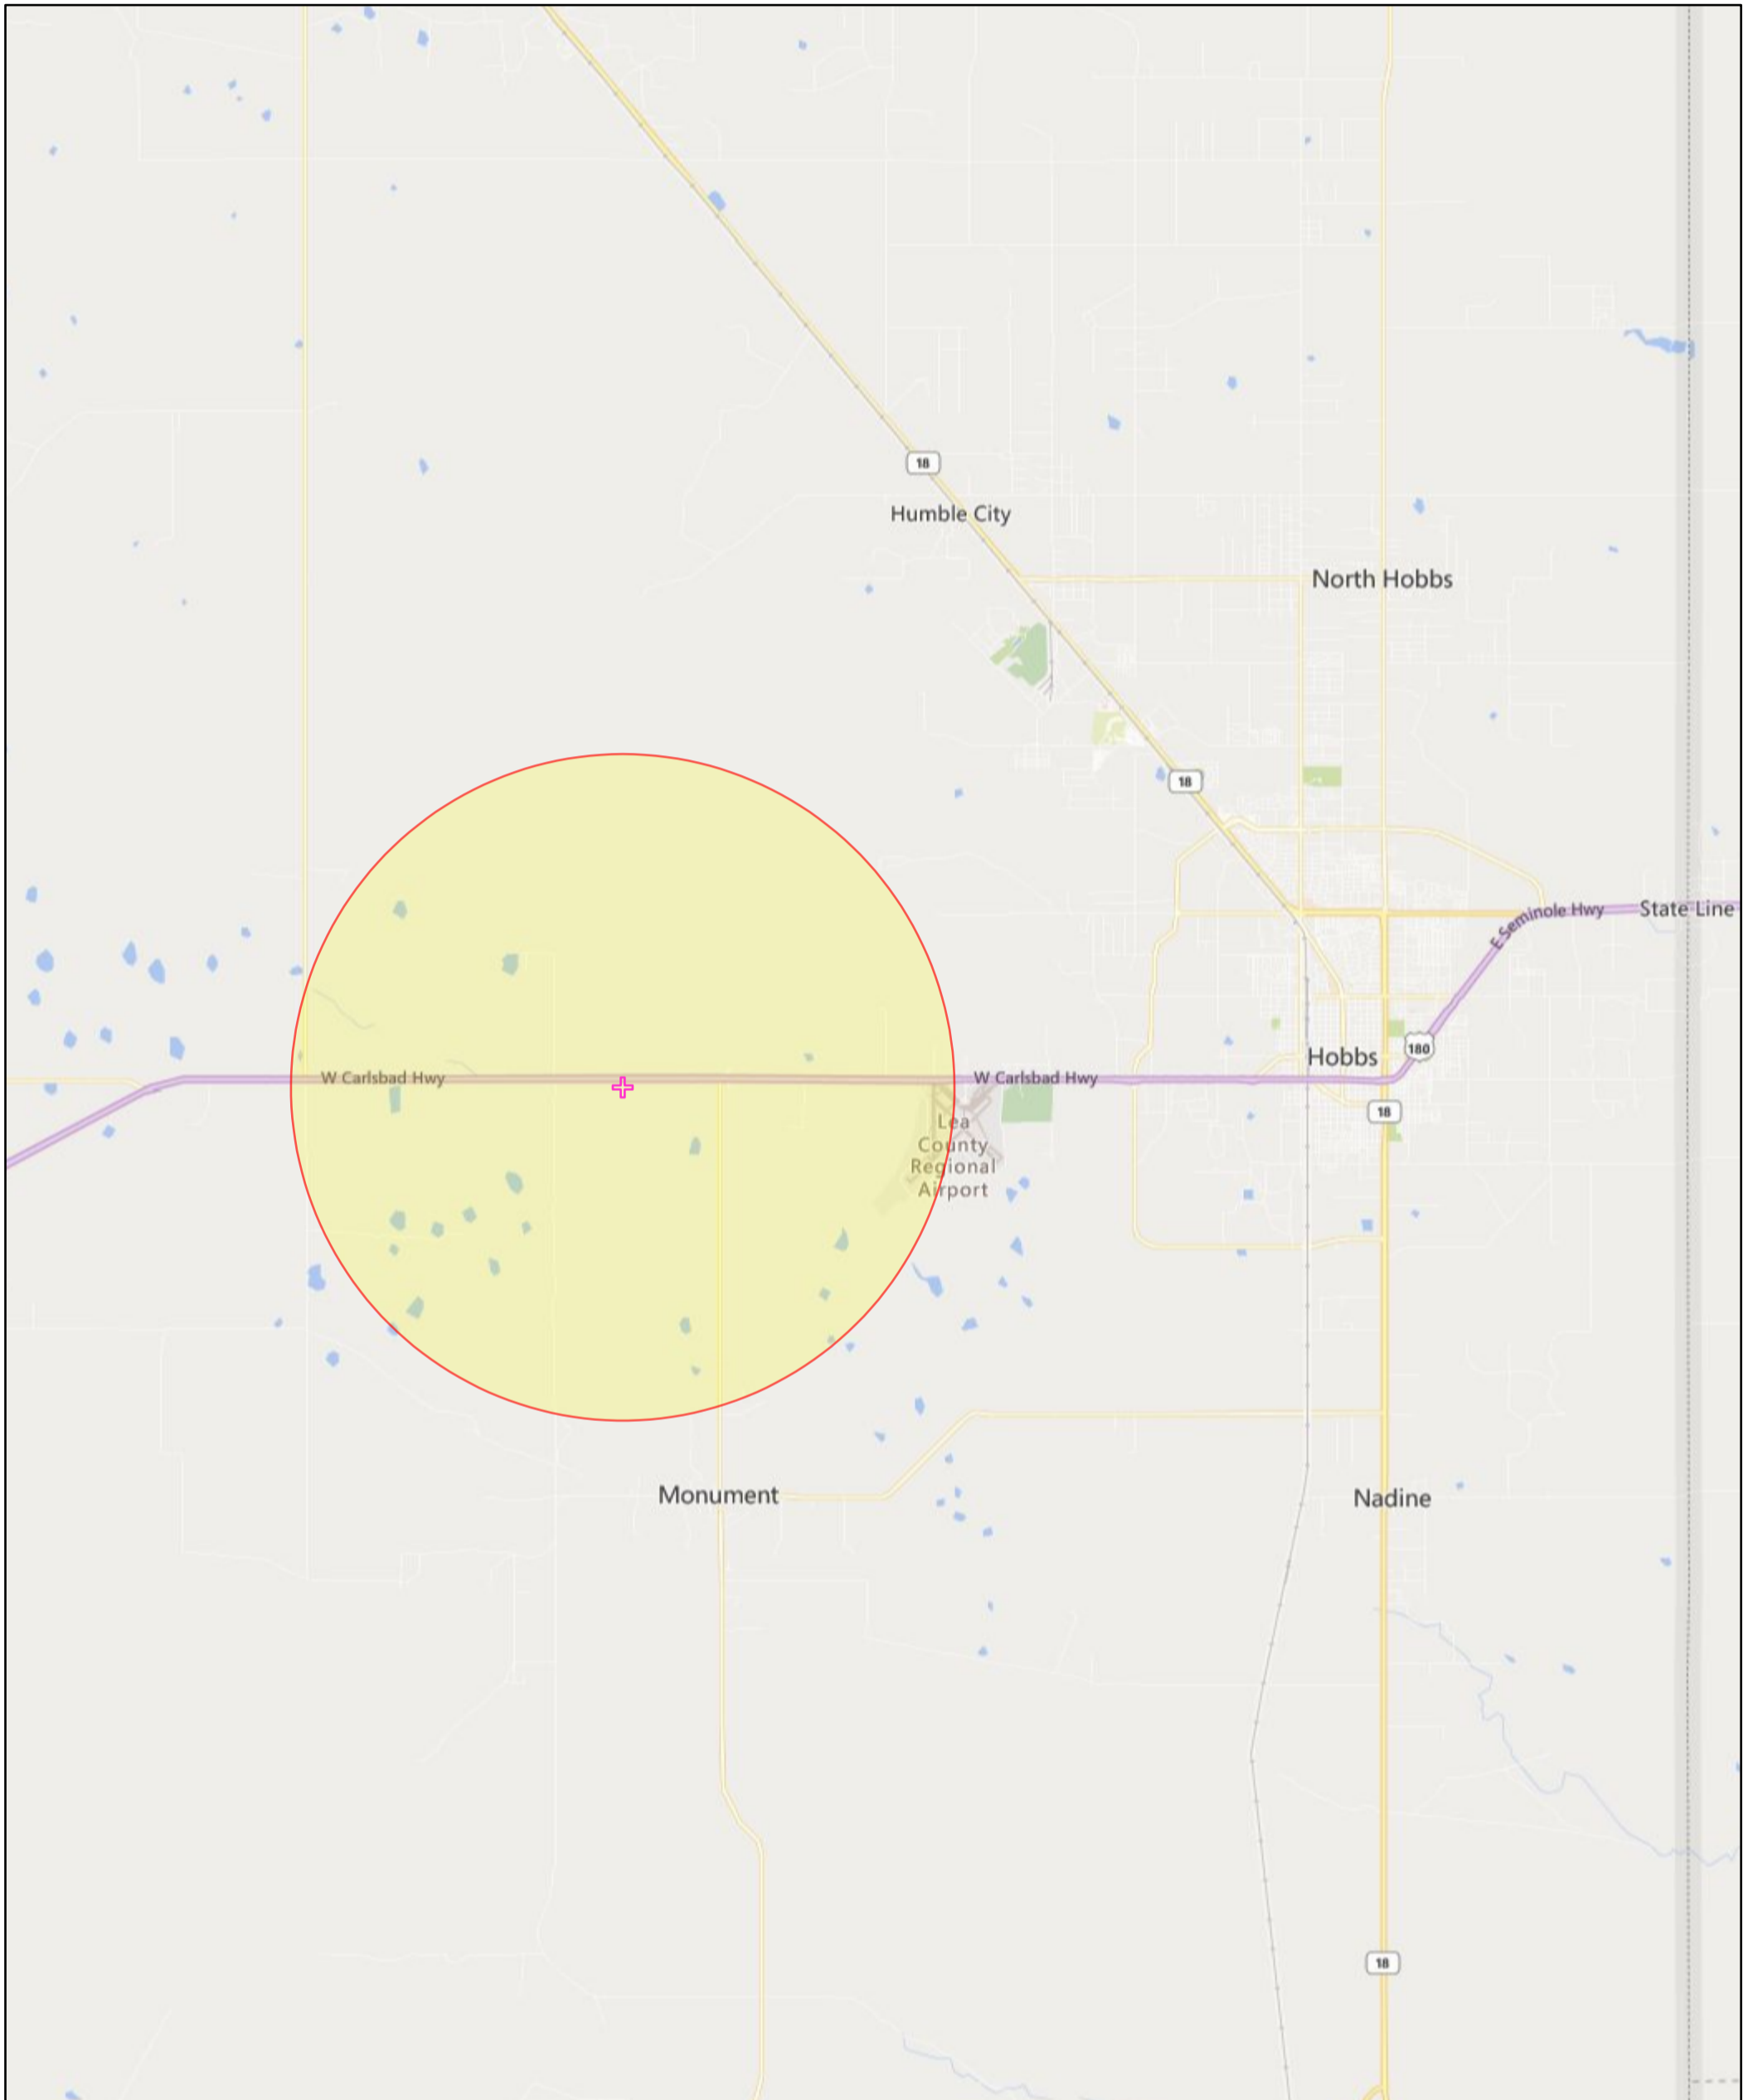 18
Humble City
North Hobbs
18
E Seminole Hwy
State Line
Hobbs
180
W Carlsbad Hwy
W Carlsbad Hwy
18
Lea
County
Regional
Airport
Monument
Nadine
18